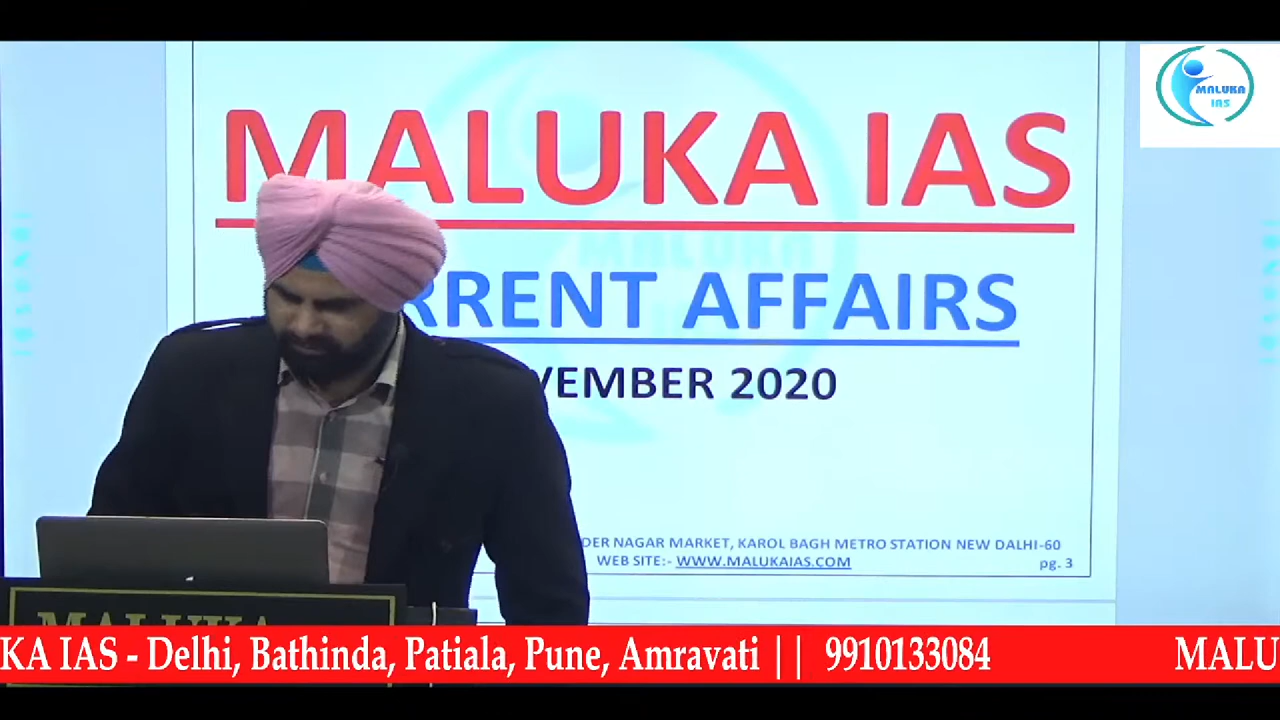 MALUKA IAS
RRENT AFFAIRS
VEMBER 2020
DER NAGAR MARKET, KAROL BAGH METRO STATION NEW DALHI-60
WEB SITE:- WWW.MALUKAIAS.COM
pg. 3
MALUKA
IAS
MALUKA
KA IAS - Delhi, Bathinda, Patiala, Pune, Amravati || 9910133084 MALU